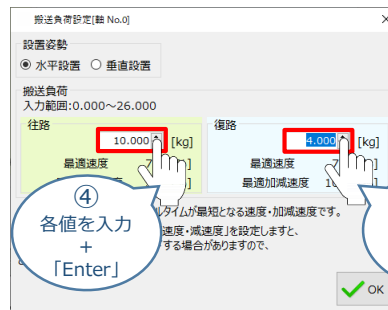 搬送負荷設定[軸 No.0]
設置姿勢
水平設置 垂直設置
搬送負荷
入力範囲:0.000～26.000
往路
10.000 [kg]
最適速度 7
復路
4.000 [kg]
最適速度 7
最適加減速度 10
ルタイムが最短となる速度・加減速度です。
速度・減速度」を設定しますと、
する場合がありますので、
④
各値を入力
+
「Enter」
OK